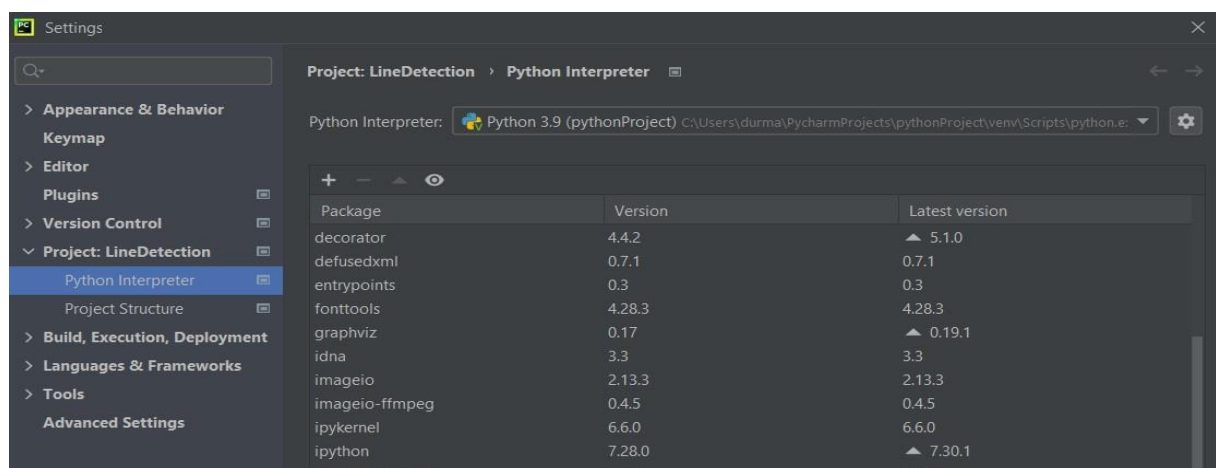 PC Settings
Project: LineDetection › Python Interpreter
Appearance & Behavior
Keymap
Editor
Plugins
Version Control
Project: LineDetection
Python Interpreter
Project Structure
Build, Execution, Deployment
Languages & Frameworks
Tools
Advanced Settings
Python Interpreter: Python 3.9 (pythonProject) C:\Users\durma\PycharmProjects\pythonProject\venv\Scripts\python.e:
Package Version Latest version
decorator 4.4.2 5.1.0
defusedxml 0.7.1 0.7.1
entrypoints 0.3 0.3
fonttools 4.28.3 4.28.3
graphviz 0.17 0.19.1
idna 3.3 3.3
imageio 2.13.3 2.13.3
imageio-ffmpeg 0.4.5 0.4.5
ipykernel 6.6.0 6.6.0
ipython 7.28.0 7.30.1